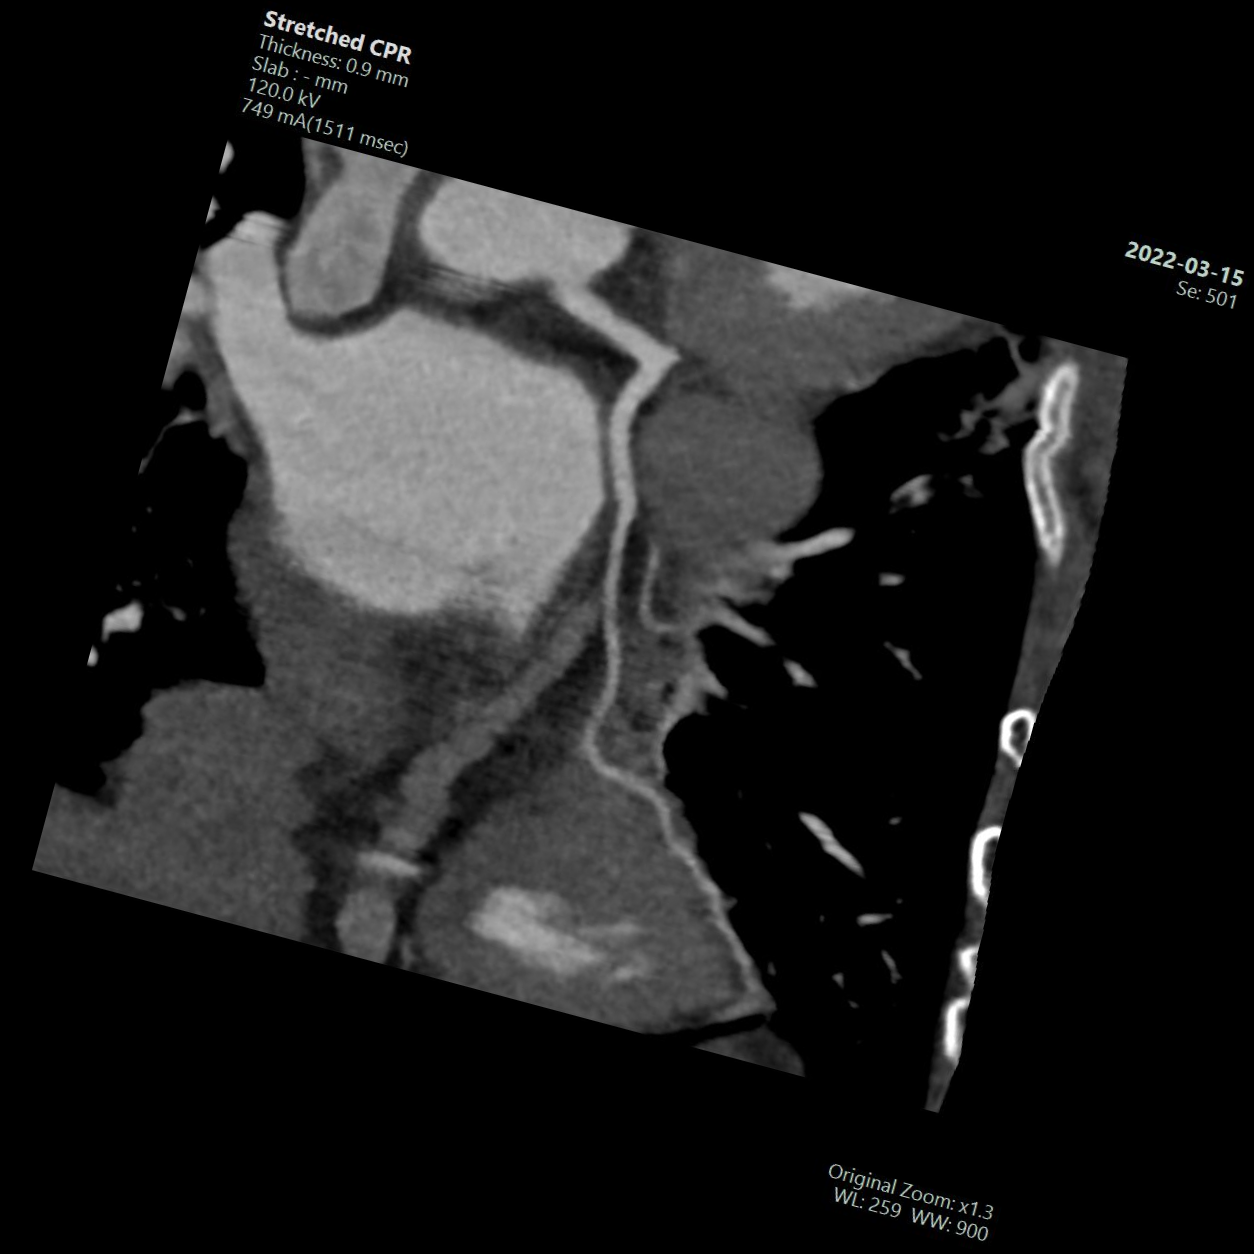 Stretched CPR
Thickness: 0.9 mm
Slab : - mm
120.0 kV
749 mA(1511 msec)
2022-03-15
Se: 501
Original Zoom: x1.3
WL: 259 WW: 900